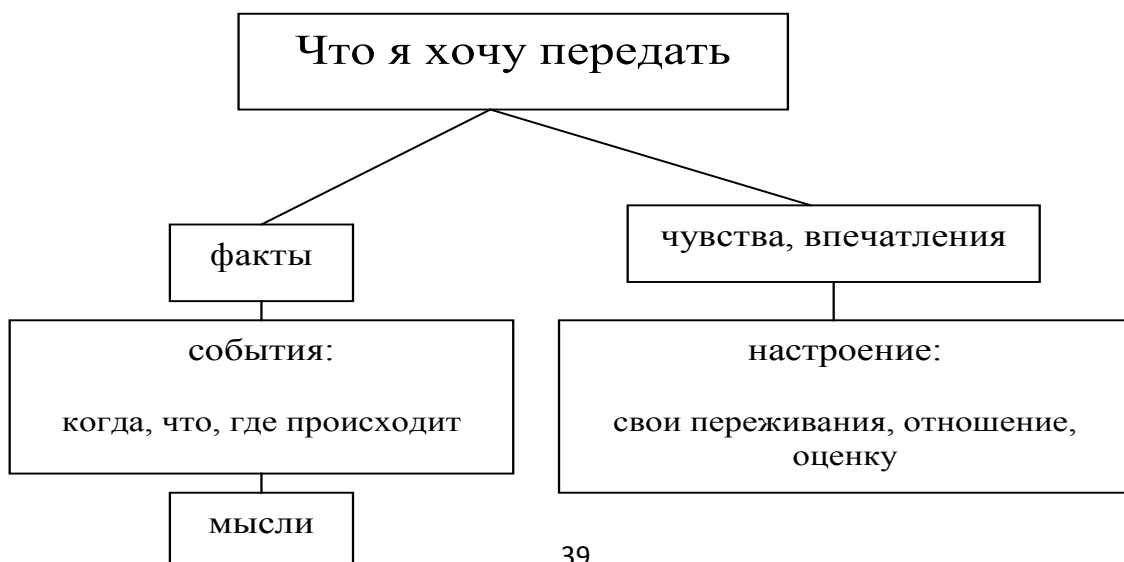 Что я хочу передать
факты
чувства, впечатления
события:
когда, что, где происходит
настроение:
свои переживания, отношение,
оценку
мысли
39